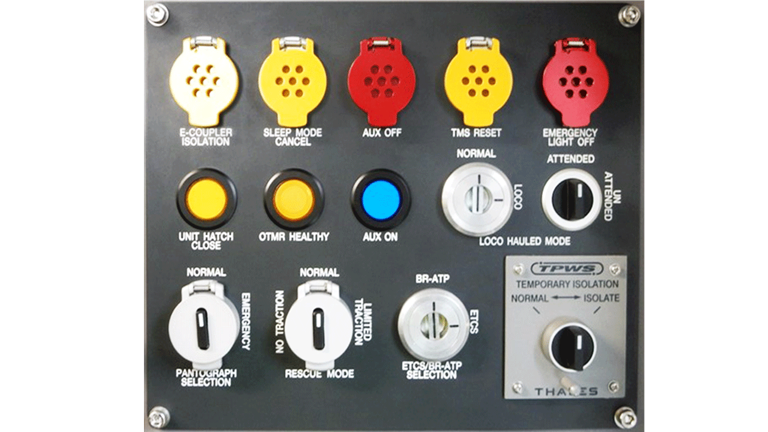 E-COUPLER
ISOLATION
SLEEP MODE
CANCEL
AUX OFF
TMS RESET
EMERGENCY
LIGHT OFF
UNIT HATCH
CLOSE
OTMR HEALTHY
AUX ON
NORMAL
LOCO
ATTENDED
UN
ATTENDED
LOCO HAULED MODE
NORMAL
EMERGENCY
PANTOGRAPH
SELECTION
NORMAL
NO TRACTION
LIMITED
TRACTION
RESCUE MODE
BR-ATP
ETCS
ETCS/BR-ATP
SELECTION
TPWS
TEMPORARY ISOLATION
NORMAL ISOLATE
THALES